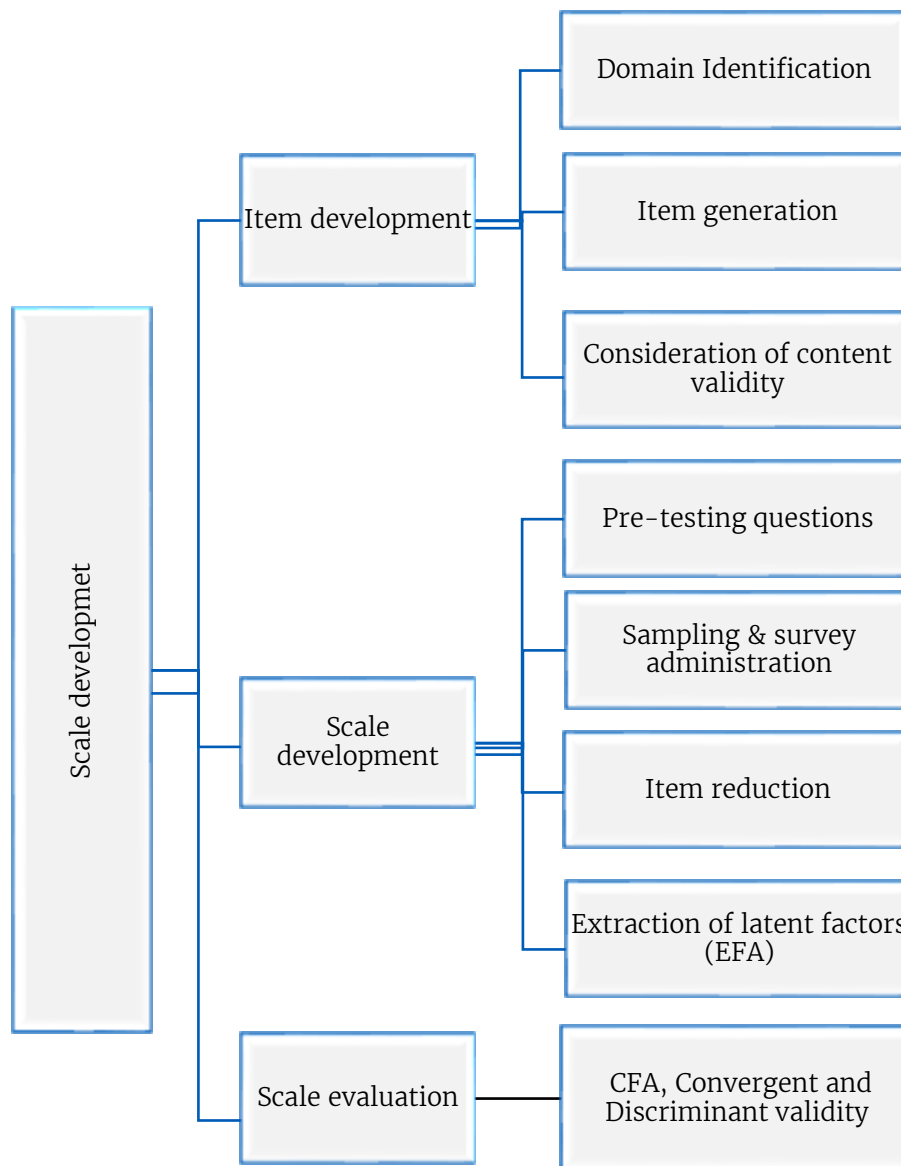 Scale developmet
Item development
Domain Identification
Item generation
Consideration of content
validity
Scale
development
Pre-testing questions
Sampling & survey
administration
Item reduction
Extraction of latent factors
(EFA)
Scale evaluation
CFA, Convergent and
Discriminant validity